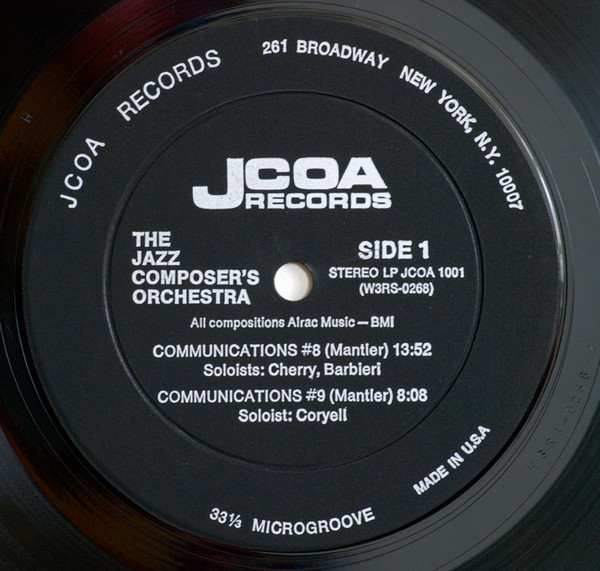 JCOA RECORDS
261 BROADWAY NEW YORK, N.Y. 10007
JCOA
RECORDS
THE
JAZZ
COMPOSER'S
ORCHESTRA
SIDE 1
STEREO LP JCOA 1001
(W3RS-0268)
All compositions Alrac Music — BMI
COMMUNICATIONS #8 (Mantler) 13:52
Soloists: Cherry, Barbieri
COMMUNICATIONS #9 (Mantler) 8:08
Soloist: Coryell
MADE IN U.S.A
33⅓ MICROGROOVE